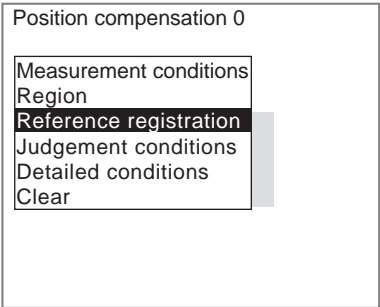 Position compensation 0
Measurement conditions
Region
Reference registration
Judgement conditions
Detailed conditions
Clear